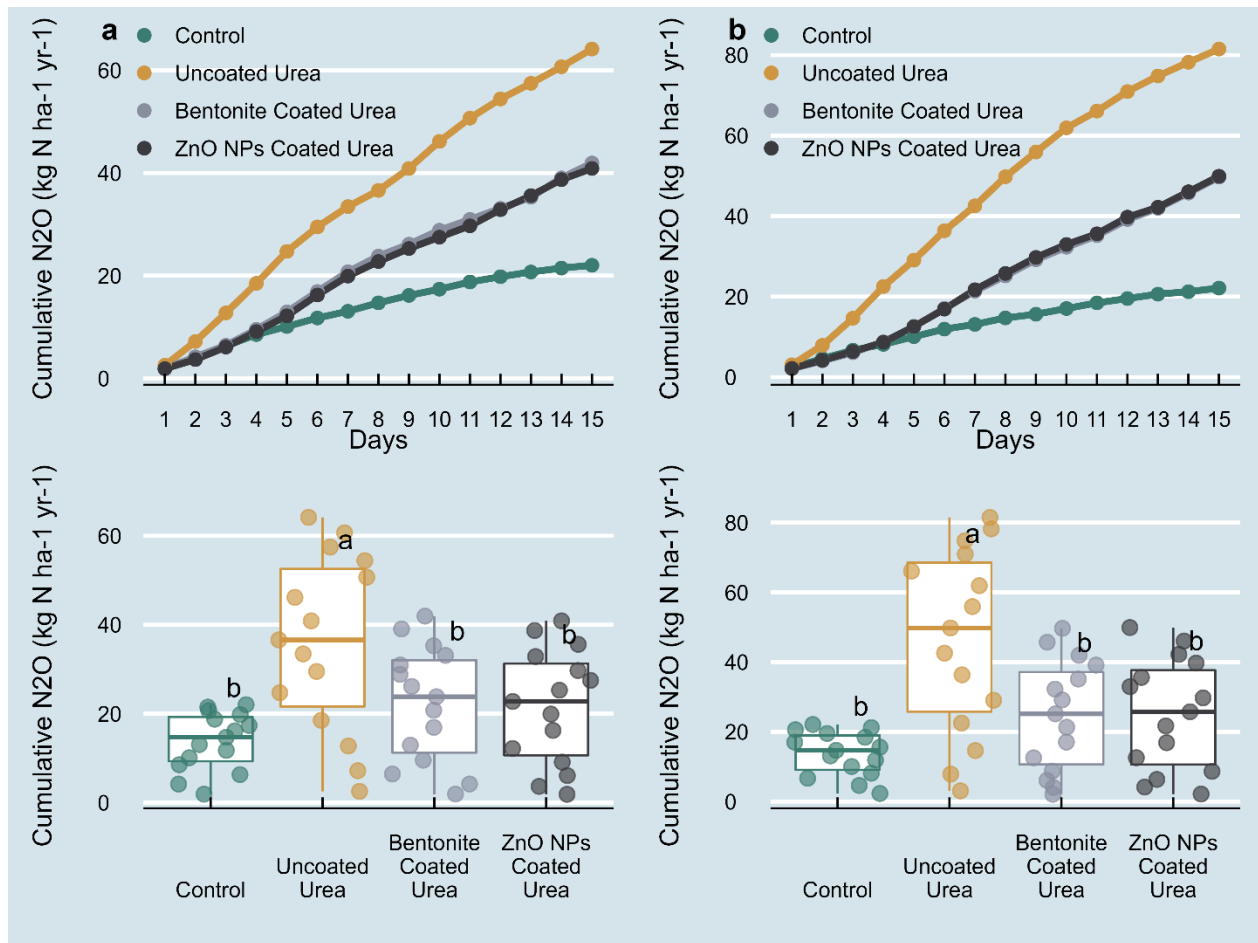 a
Control
Uncoated Urea
Bentonite Coated Urea
ZnO NPs Coated Urea
Cumulative N2O (kg N ha-1 yr-1)
60
40
20
0
1 2 3 4 5 6 7 8 9 10 11 12 13 14 15
Days
b
Control
Uncoated Urea
Bentonite Coated Urea
ZnO NPs Coated Urea
Cumulative N2O (kg N ha-1 yr-1)
80
60
40
20
0
1 2 3 4 5 6 7 8 9 10 11 12 13 14 15
Days
Cumulative N2O (kg N ha-1 yr-1)
60
40
20
0
b
a
b
b
Control
Uncoated
Urea
Bentonite
Coated
Urea
ZnO NPs
Coated
Urea
Cumulative N2O (kg N ha-1 yr-1)
80
60
40
20
0
b
a
b
b
Control
Uncoated
Urea
Bentonite
Coated
Urea
ZnO NPs
Coated
Urea